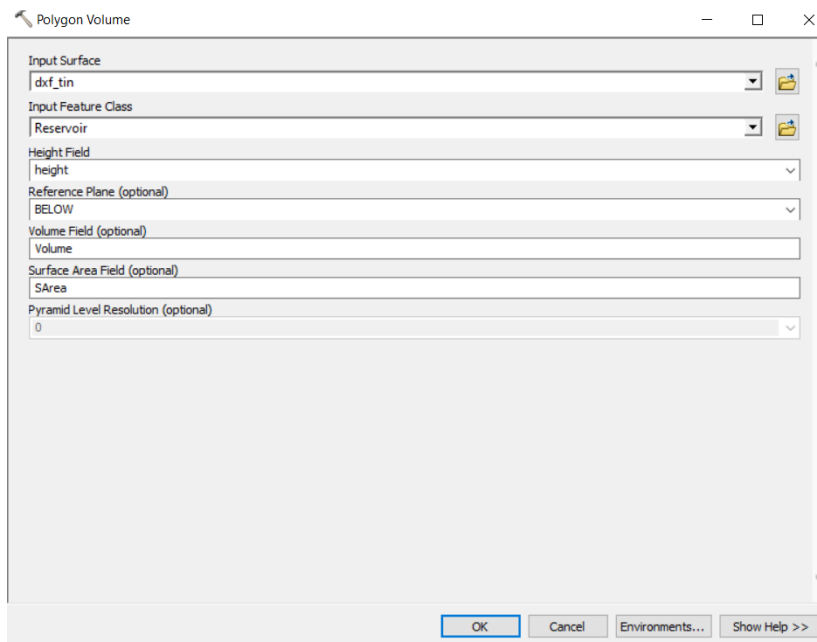 Polygon Volume
Input Surface
dxf_tin
Input Feature Class
Reservoir
Height Field
height
Reference Plane (optional)
BELOW
Volume Field (optional)
Volume
Surface Area Field (optional)
SArea
Pyramid Level Resolution (optional)
0
OK Cancel Environments... Show Help >>